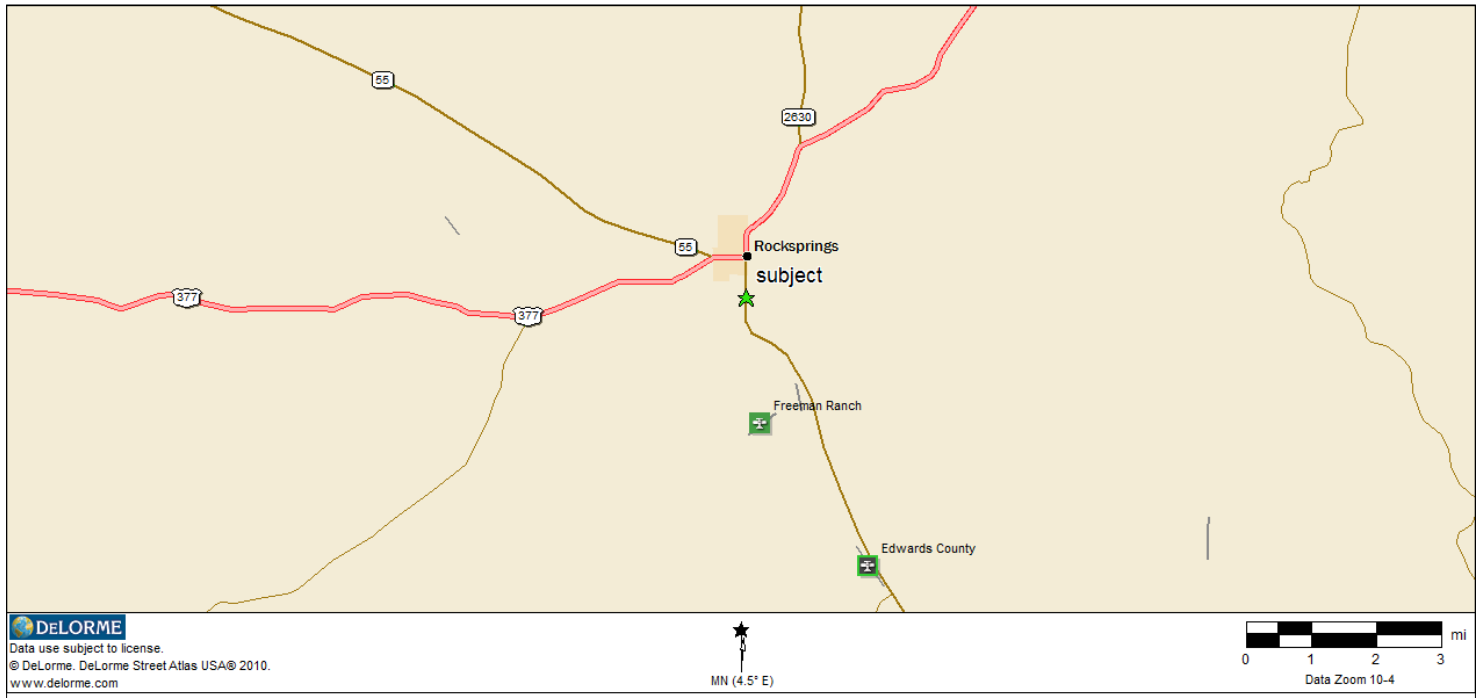 55
2630
55
Rocksprings
subject
377
377
Freeman Ranch
Edwards County
DELORME
Data use subject to license.
© DeLorme. DeLorme Street Atlas USA® 2010.
www.delorme.com
MN (4.5° E)
mi
0 1 2 3
Data Zoom 10-4